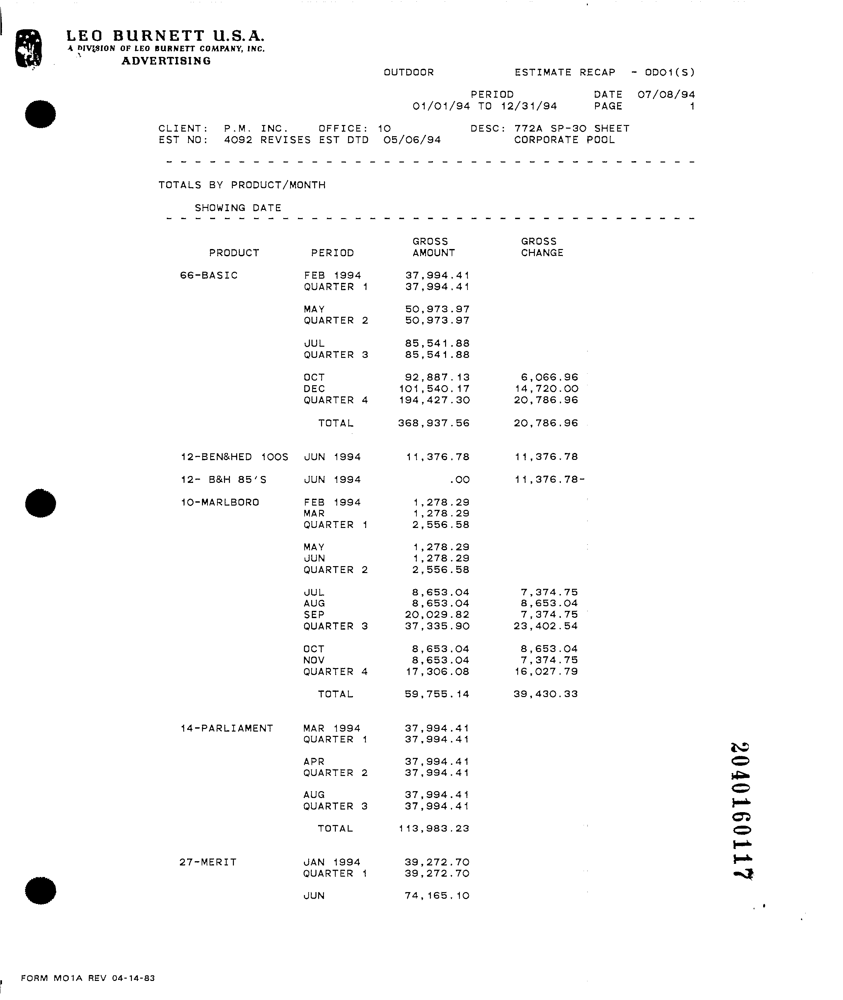 LEO BURNETT U.S.A.
A DIVISION OF LEO BURNETT COMPANY, INC.
ADVERTISING
OUTDOOR ESTIMATE RECAP - OD01(S)
PERIOD DATE 07/08/94
01/01/94 TO 12/31/94 PAGE 1
CLIENT: P.M. INC. OFFICE: 10 DESC: 772A SP-30 SHEET
EST NO: 4092 REVISES EST DTD 05/06/94 CORPORATE POOL
TOTALS BY PRODUCT/MONTH
SHOWING DATE
GROSS GROSS
PRODUCT PERIOD AMOUNT CHANGE
66-BASIC FEB 1994 37,994.41
QUARTER 1 37,994.41
MAY 50,973.97
QUARTER 2 50,973.97
JUL 85,541.88
QUARTER 3 85,541.88
OCT 92,887.13 6,066.96
DEC 101,540.17 14,720.00
QUARTER 4 194,427.30 20,786.96
TOTAL 368,937.56 20,786.96
12-BEN&HED 100S JUN 1994 11,376.78 11,376.78
12- B&H 85'S JUN 1994 .00 11,376.78-
10-MARLBORO FEB 1994 1,278.29
MAR 1,278.29
QUARTER 1 2,556.58
MAY 1,278.29
JUN 1,278.29
QUARTER 2 2,556.58
JUL 8,653.04 7,374.75
AUG 8,653.04 8,653.04
SEP 20,029.82 7,374.75
QUARTER 3 37,335.90 23,402.54
OCT 8,653.04 8,653.04
NOV 8,653.04 7,374.75
QUARTER 4 17,306.08 16,027.79
TOTAL 59,755.14 39,430.33
14-PARLIAMENT MAR 1994 37,994.41
QUARTER 1 37,994.41
APR 37,994.41
QUARTER 2 37,994.41
AUG 37,994.41
QUARTER 3 37,994.41
TOTAL 113,983.23
27-MERIT JAN 1994 39,272.70
QUARTER 1 39,272.70
JUN 74,165.10
2040160117
FORM MO1A REV 04-14-83